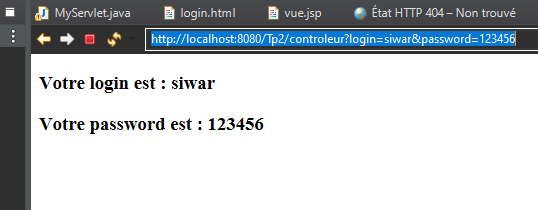 MyServlet.java login.html vue.jsp État HTTP 404 – Non trouvé
http://localhost:8080/Tp2/controleur?login=siwar&password=123456
Votre login est : siwar
Votre password est : 123456